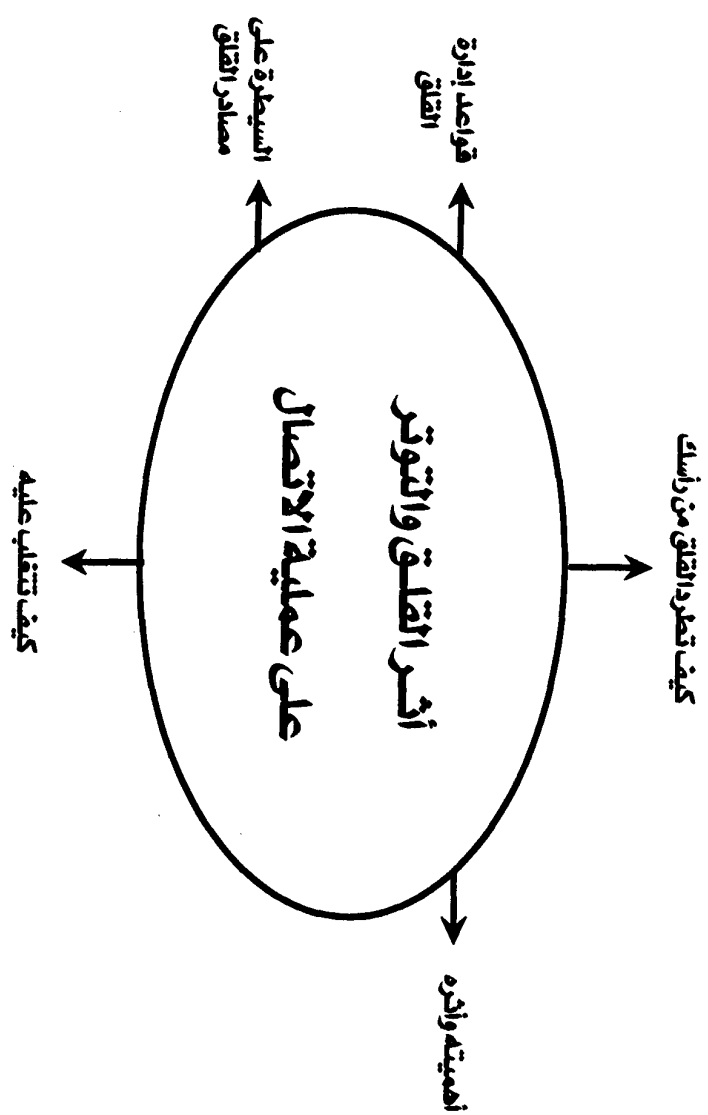 كيف تطرد القلق من رأسك
قواعد إدارة
القلق
أهميته وأثره
أثر القلق والتوتر
على عملية الاتصال
السيطرة على
مصادر القلق
كيف تتغلب عليه